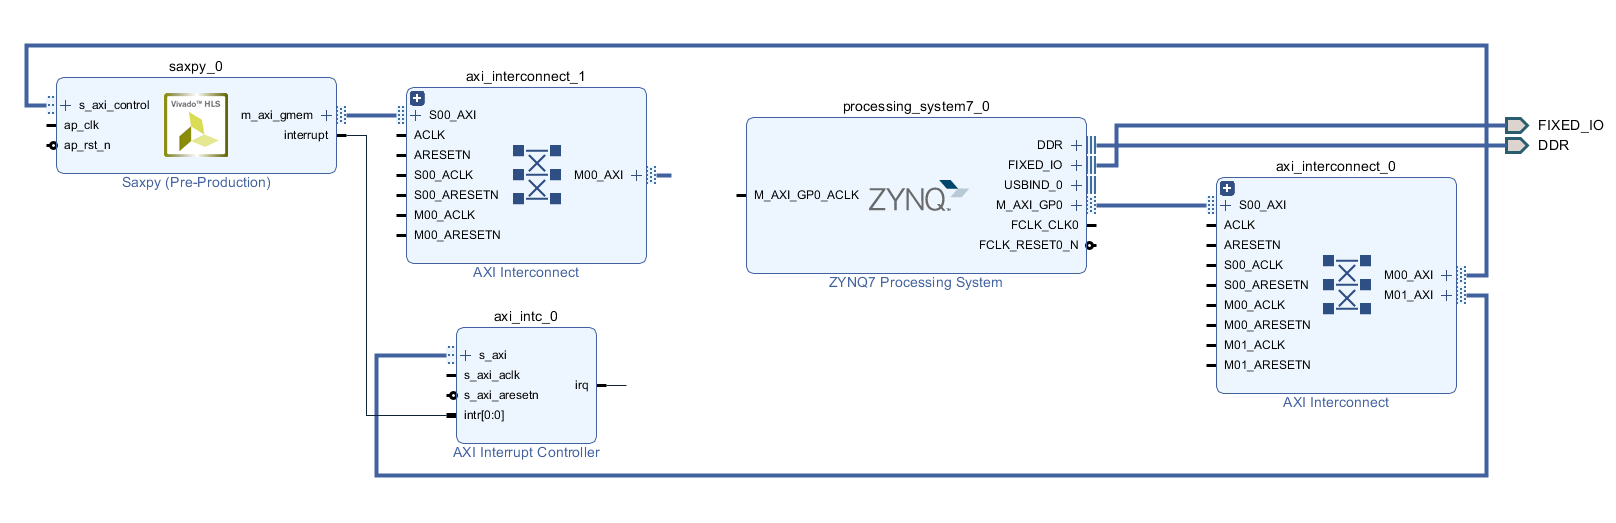 saxpy_0
s_axi_control
ap_clk
ap_rst_n
Vivado™ HLS
m_axi_gmem
interrupt
Saxpy (Pre-Production)
axi_interconnect_1
S00_AXI
ACLK
ARESETN
S00_ACLK
S00_ARESETN
M00_ACLK
M00_ARESETN
M00_AXI
AXI Interconnect
axi_intc_0
s_axi
s_axi_aclk
s_axi_aresetn
intr[0:0]
irq
AXI Interrupt Controller
processing_system7_0
M_AXI_GP0_ACLK
ZYNQ™
DDR
FIXED_IO
USBIND_0
M_AXI_GP0
FCLK_CLK0
FCLK_RESET0_N
ZYNQ7 Processing System
axi_interconnect_0
S00_AXI
ACLK
ARESETN
S00_ACLK
S00_ARESETN
M00_ACLK
M00_ARESETN
M01_ACLK
M01_ARESETN
M00_AXI
M01_AXI
AXI Interconnect
FIXED_IO
DDR